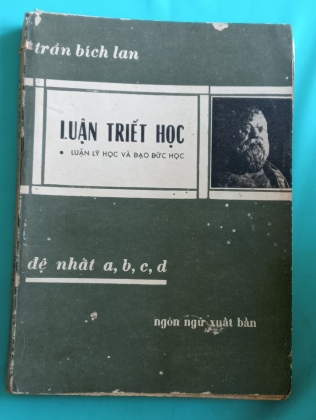 trần bích lan
LUẬN TRIẾT HỌC
• LUẬN LÝ HỌC VÀ ĐẠO ĐỨC HỌC
đệ nhất a, b, c, d
ngôn ngữ xuất bản